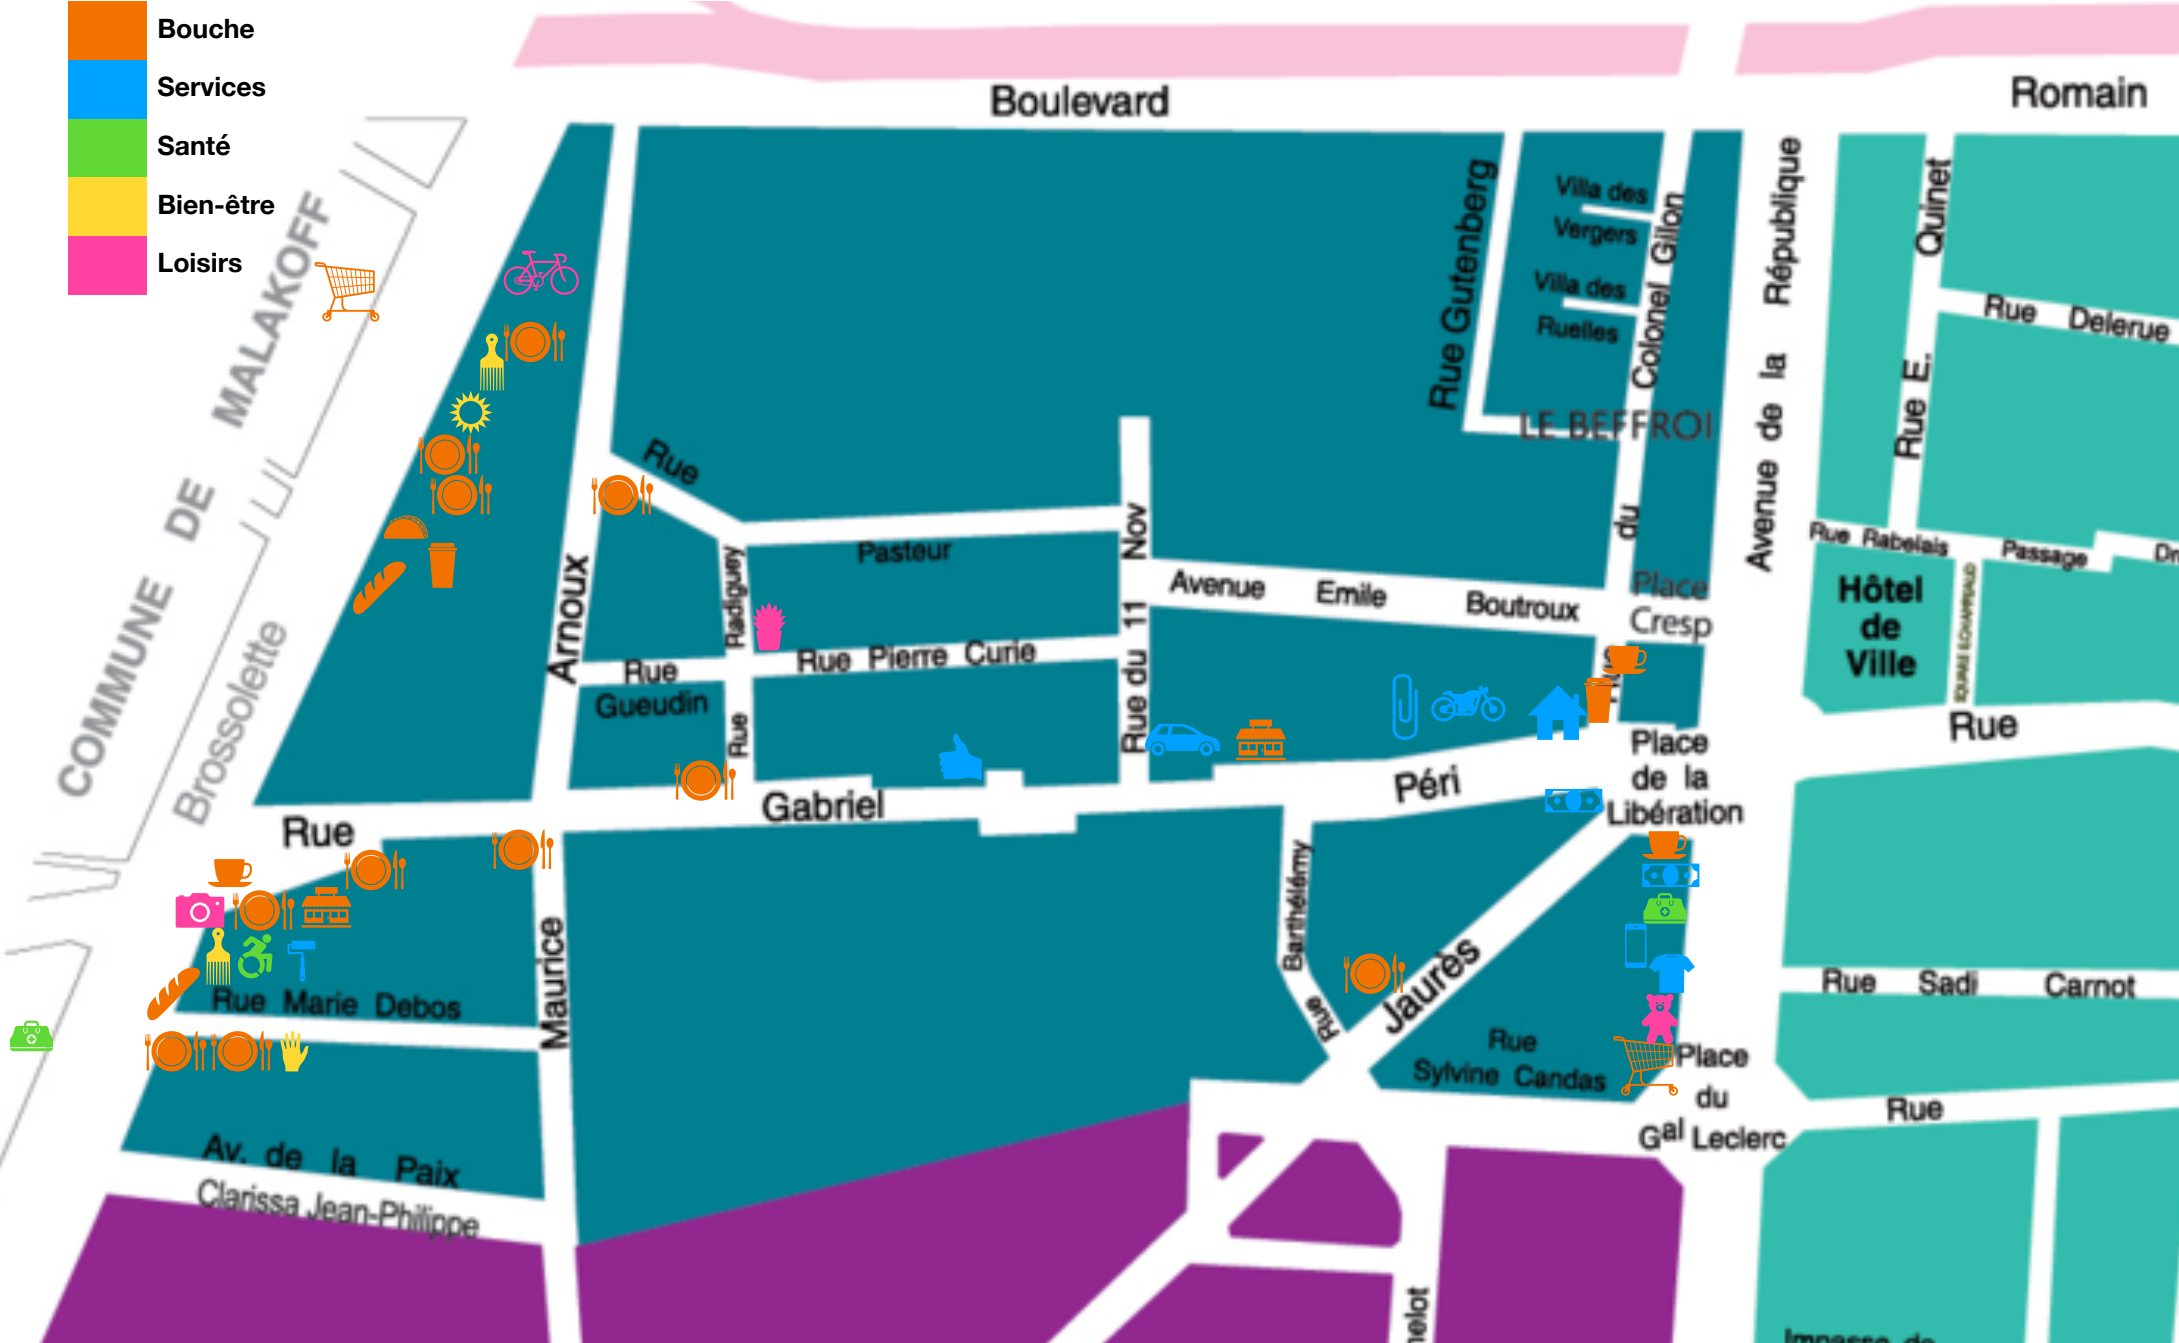 Bouche
Services
Santé
Bien-être
Loisirs
COMMUNE DE MALAKOFF
Brossolette
Boulevard
Romain
Rue Gutenberg
Villa des
Vergers
Villa des
Ruelles
Rue du Colonel Gilon
LE BEFFROI
Avenue de la République
Rue E. Quinet
Rue Delerue
Rue Rabelais
Passage
Hôtel
de
Ville
Rue
Pasteur
Rue
Arnoux
Maurice
Rue du 11 Nov
Avenue Emile Boutroux
Place
Cresp
Rue Radiguey
Rue Pierre Curie
Rue
Gueudin
Rue Gabriel Péri
Place
de la
Libération
Rue Barthélémy
Jaurès
Rue Marie Debos
Rue
Sylvine Candas
Place
du
Gal Leclerc
Rue Sadi Carnot
Rue
Av. de la Paix
Clarissa Jean-Philippe
Impasse de